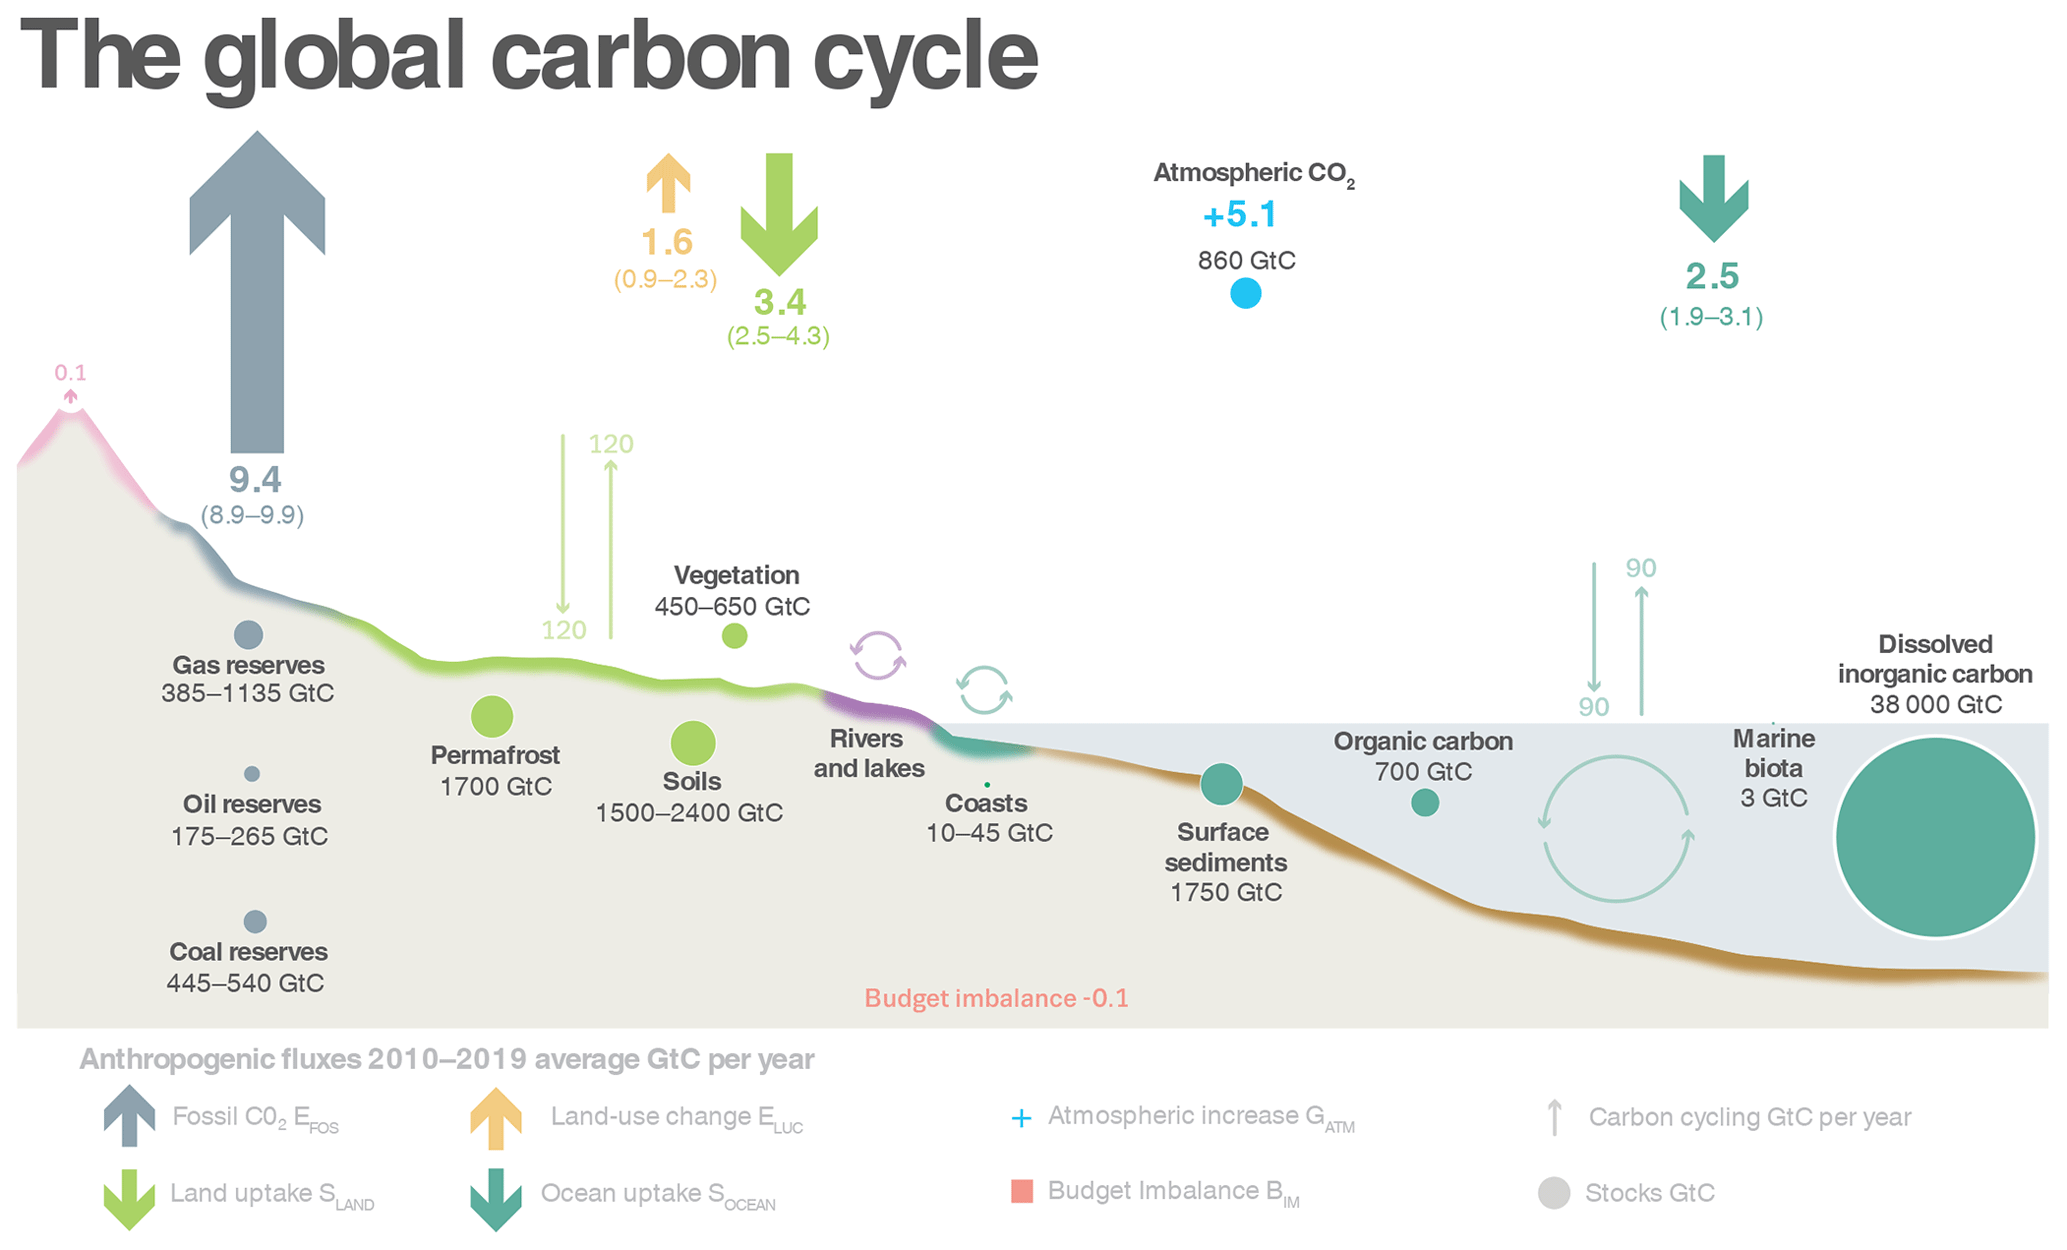 The global carbon cycle
1.6
(0.9–2.3)
3.4
(2.5–4.3)
Atmospheric CO2
+5.1
860 GtC
2.5
(1.9–3.1)
0.1
9.4
(8.9–9.9)
120
120
Vegetation
450–650 GtC
90
90
Dissolved
inorganic carbon
38 000 GtC
Gas reserves
385–1135 GtC
Permafrost
1700 GtC
Soils
1500–2400 GtC
Rivers
and lakes
Organic carbon
700 GtC
Marine
biota
3 GtC
Oil reserves
175–265 GtC
Coasts
10–45 GtC
Surface
sediments
1750 GtC
Coal reserves
445–540 GtC
Budget imbalance -0.1
Anthropogenic fluxes 2010–2019 average GtC per year
Fossil C02 EFOS
Land-use change ELUC
Atmospheric increase GATM
Carbon cycling GtC per year
Land uptake SLAND
Ocean uptake SOCEAN
Budget Imbalance BIM
Stocks GtC